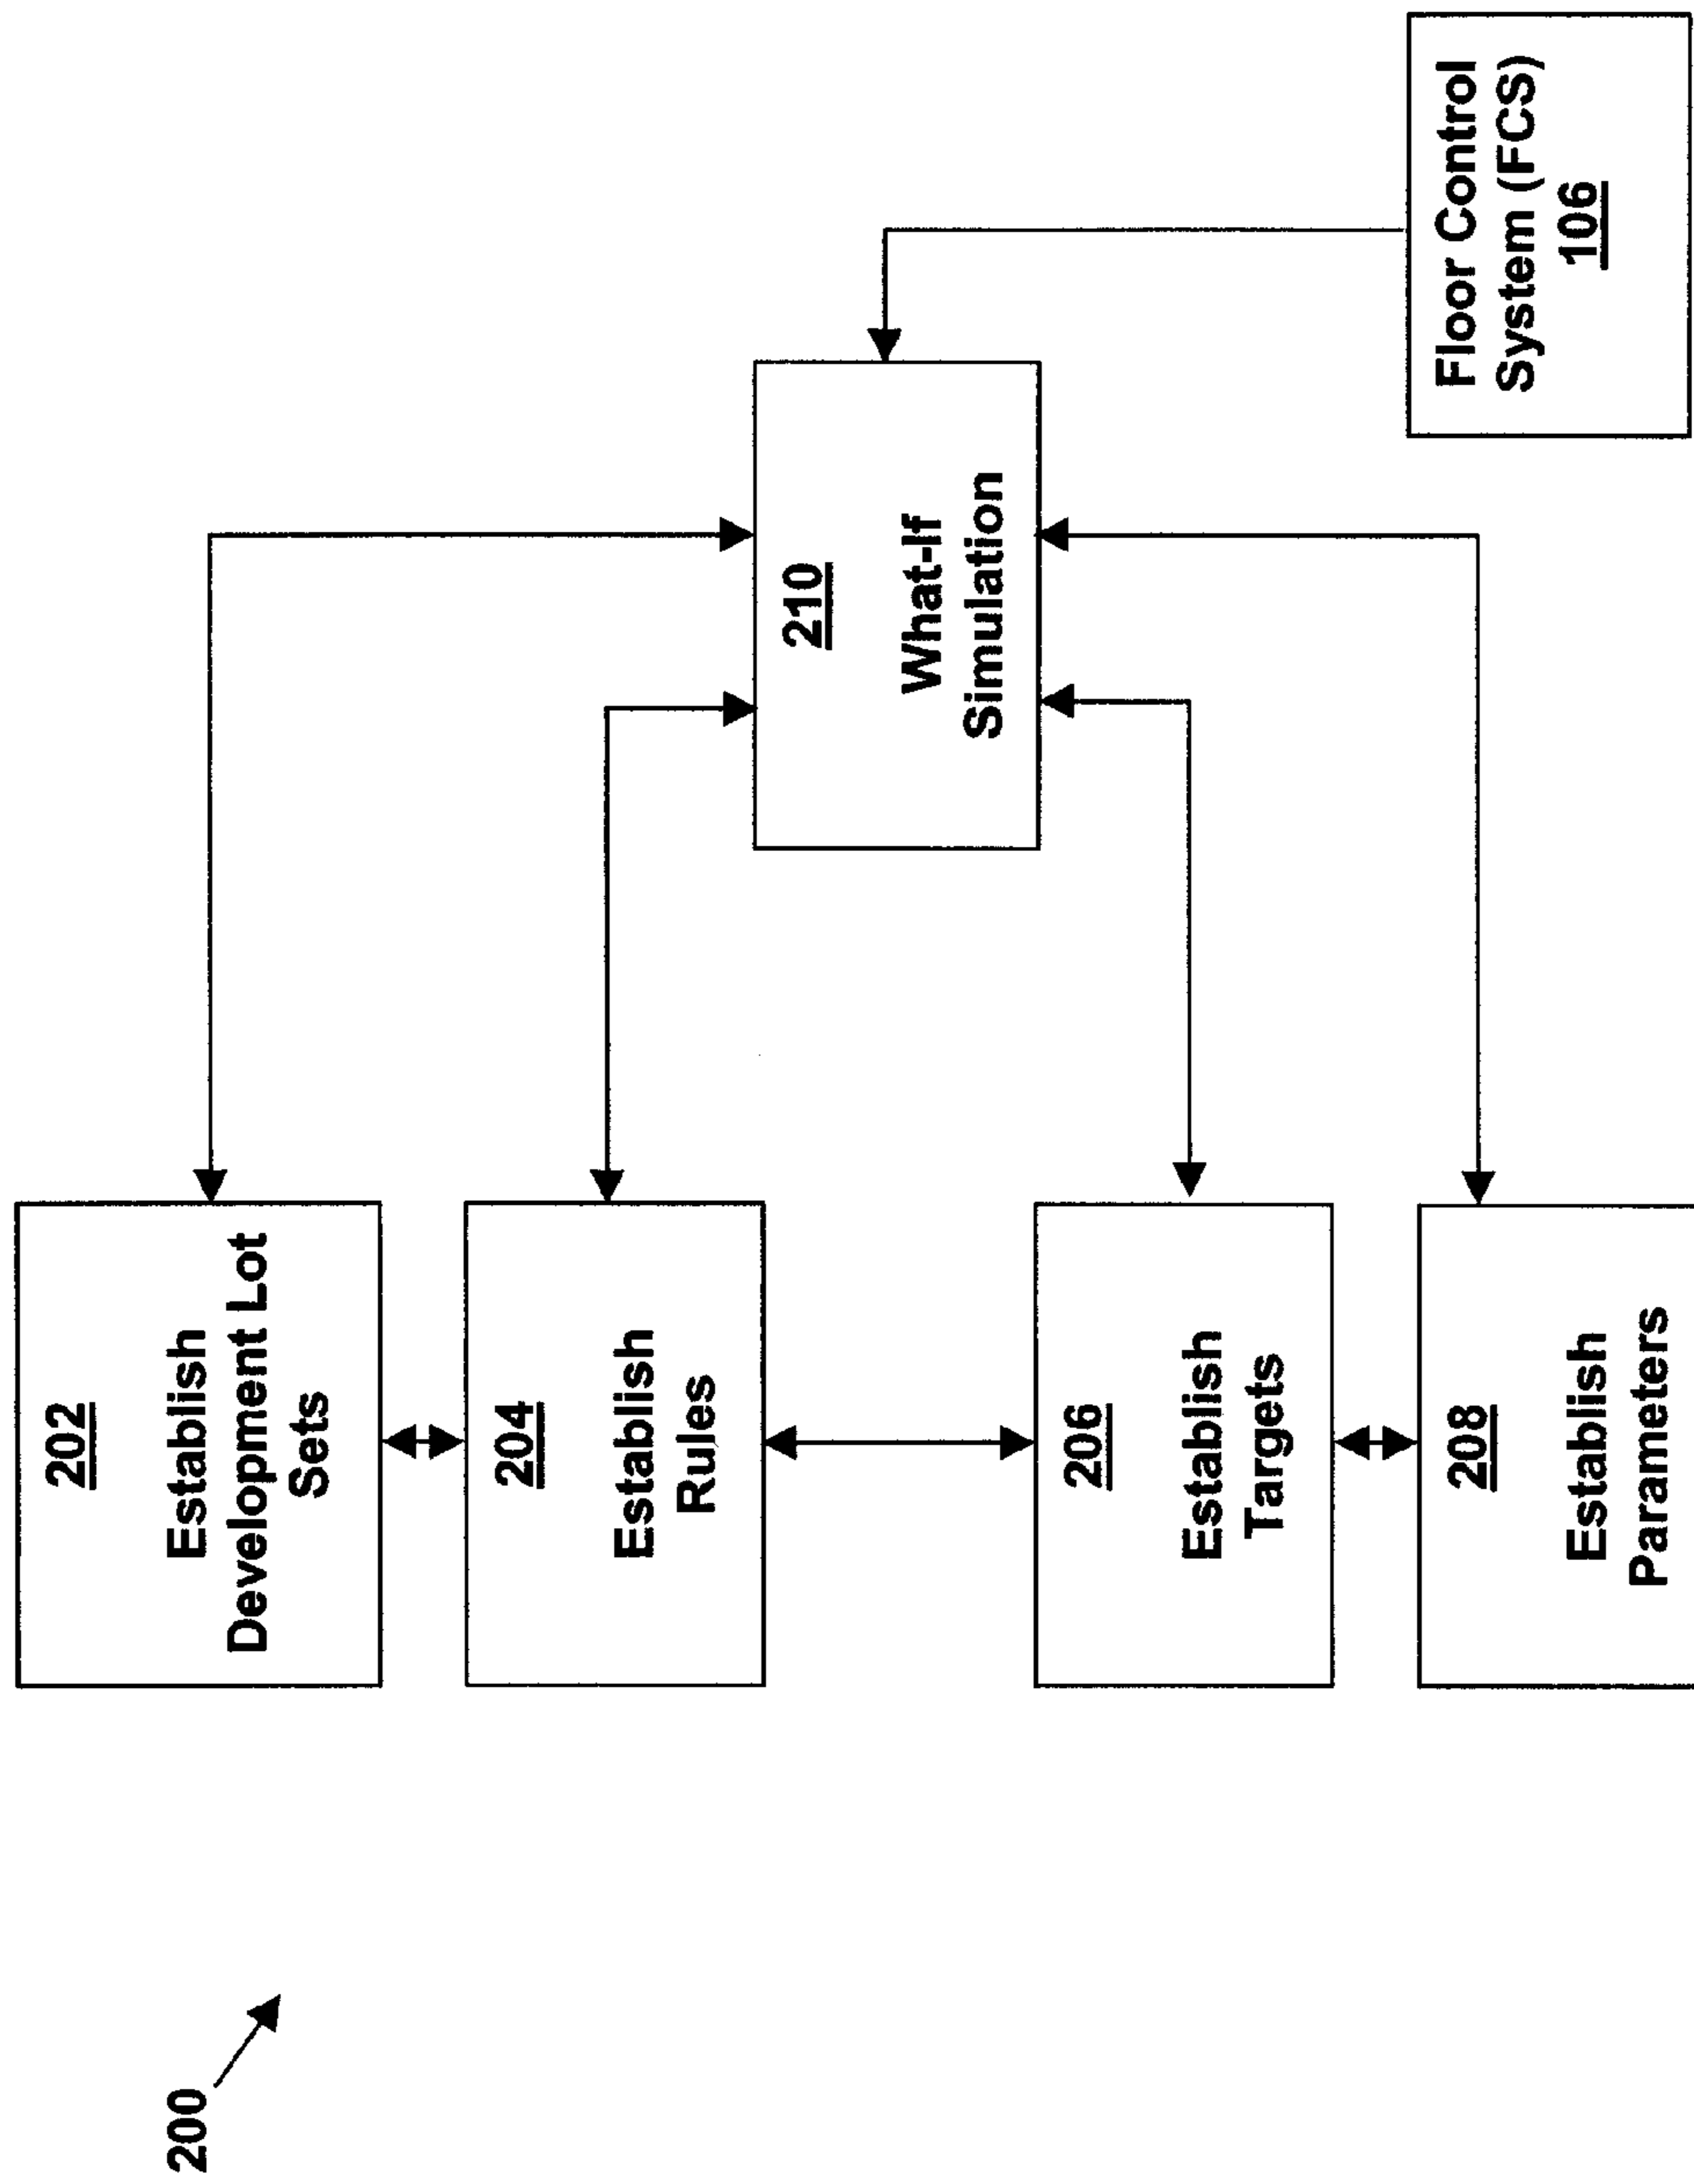 200
202
Establish
Development Lot
Sets
204
Establish
Rules
206
Establish
Targets
208
Establish
Parameters
210
What-If
Simulation
Floor Control
System (FCS)
106